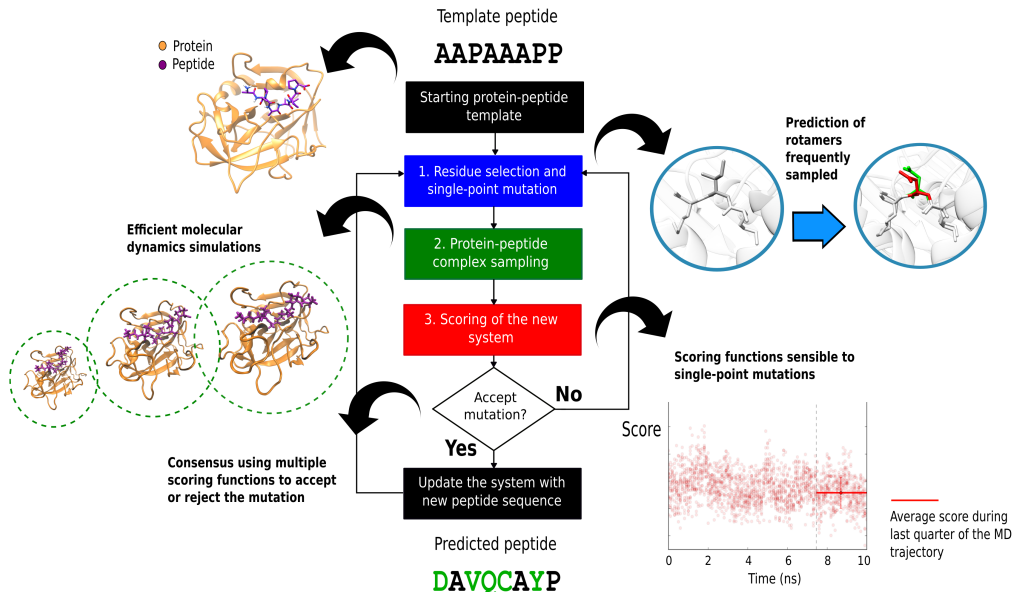 Template peptide
AAPAAAPP
Protein
Peptide
Starting protein-peptide
template
Prediction of
rotamers
frequently
sampled
1. Residue selection and
single-point mutation
Efficient molecular
dynamics simulations
2. Protein-peptide
complex sampling
3. Scoring of the new
system
Scoring functions sensible to
single-point mutations
Accept
mutation?
No
Yes
Consensus using multiple
scoring functions to accept
or reject the mutation
Update the system with
new peptide sequence
Score
0 2 4 6 8 10
Time (ns)
Average score during
last quarter of the MD
trajectory
Predicted peptide
DAVQCAYP